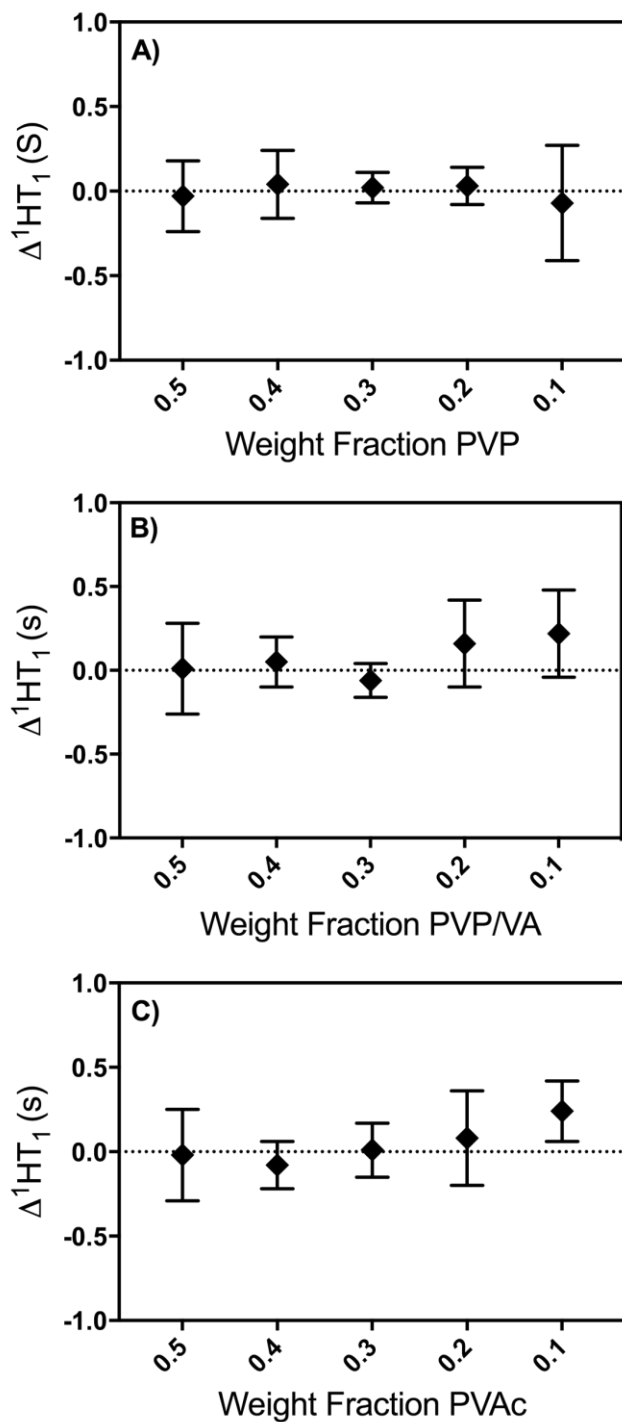 A)
1.0
0.5
0.0
-0.5
-1.0
Δ¹HT₁ (S)
0.5 0.4 0.3 0.2 0.1
Weight Fraction PVP
B)
1.0
0.5
0.0
-0.5
-1.0
Δ¹HT₁ (s)
0.5 0.4 0.3 0.2 0.1
Weight Fraction PVP/VA
C)
1.0
0.5
0.0
-0.5
-1.0
Δ¹HT₁ (s)
0.5 0.4 0.3 0.2 0.1
Weight Fraction PVAc